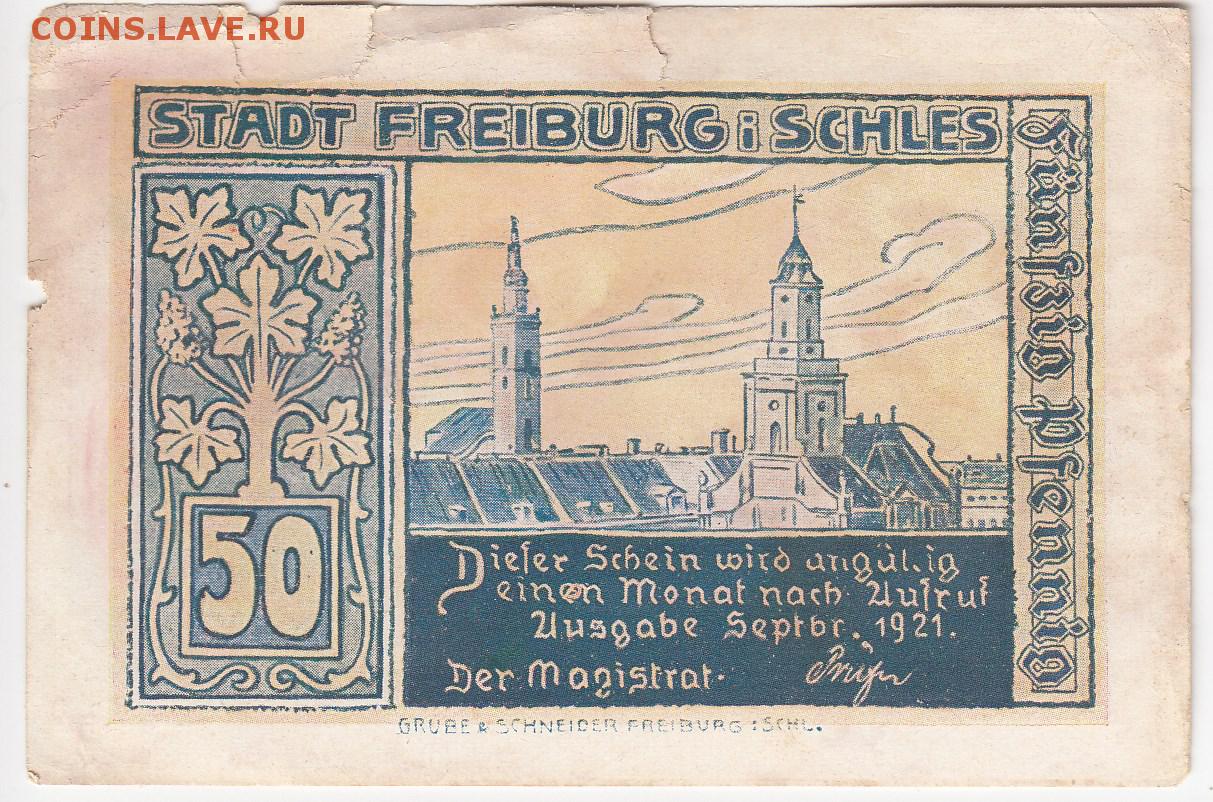 COINS.LAVE.RU
STADT FREIBURG i SCHLES
Fünfzig Pfennig
50
Dieser Schein wird angül.ig
einen Monat nach Aufruf
Ausgabe Septbr. 1921.
Der Magistrat.
GRUBE & SCHNEIDER FREIBURG i SCHL.